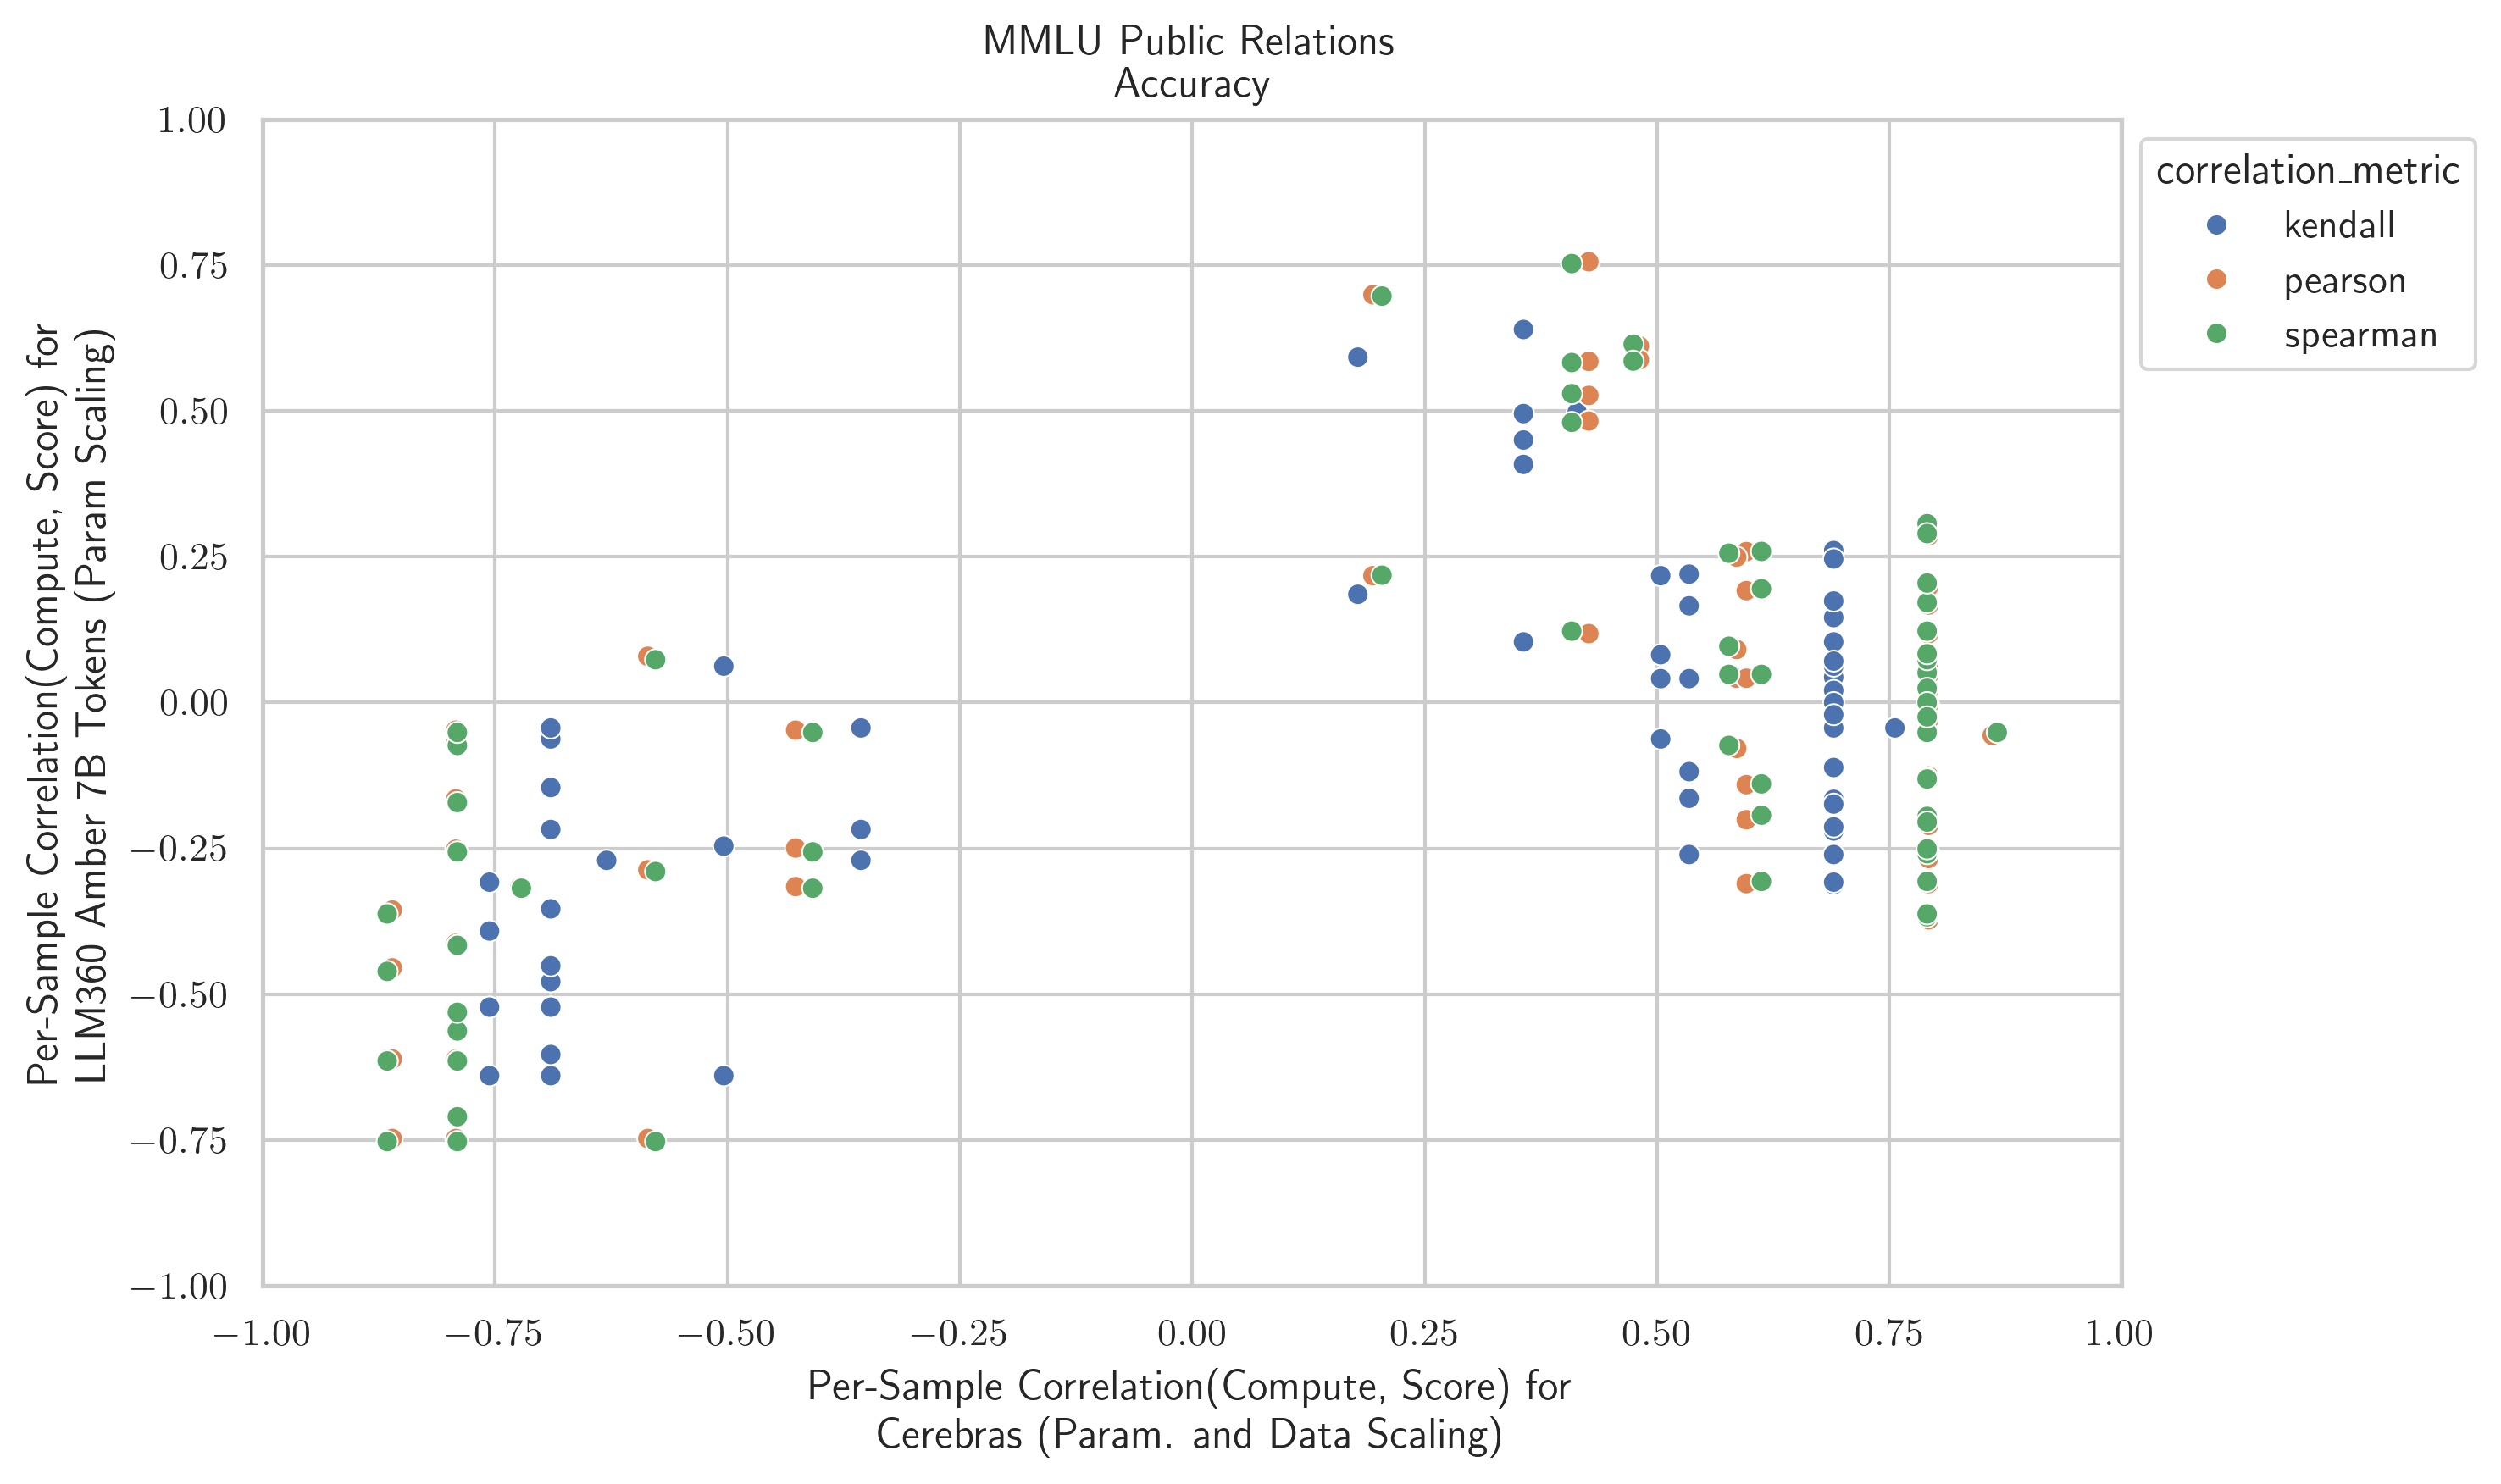 MMLU Public Relations
Accuracy
1.00
0.75
0.50
0.25
0.00
−0.25
−0.50
−0.75
−1.00
Per-Sample Correlation(Compute, Score) for
LLM360 Amber 7B Tokens (Param Scaling)
correlation_metric
kendall
pearson
spearman
−1.00 −0.75 −0.50 −0.25 0.00 0.25 0.50 0.75 1.00
Per-Sample Correlation(Compute, Score) for
Cerebras (Param. and Data Scaling)